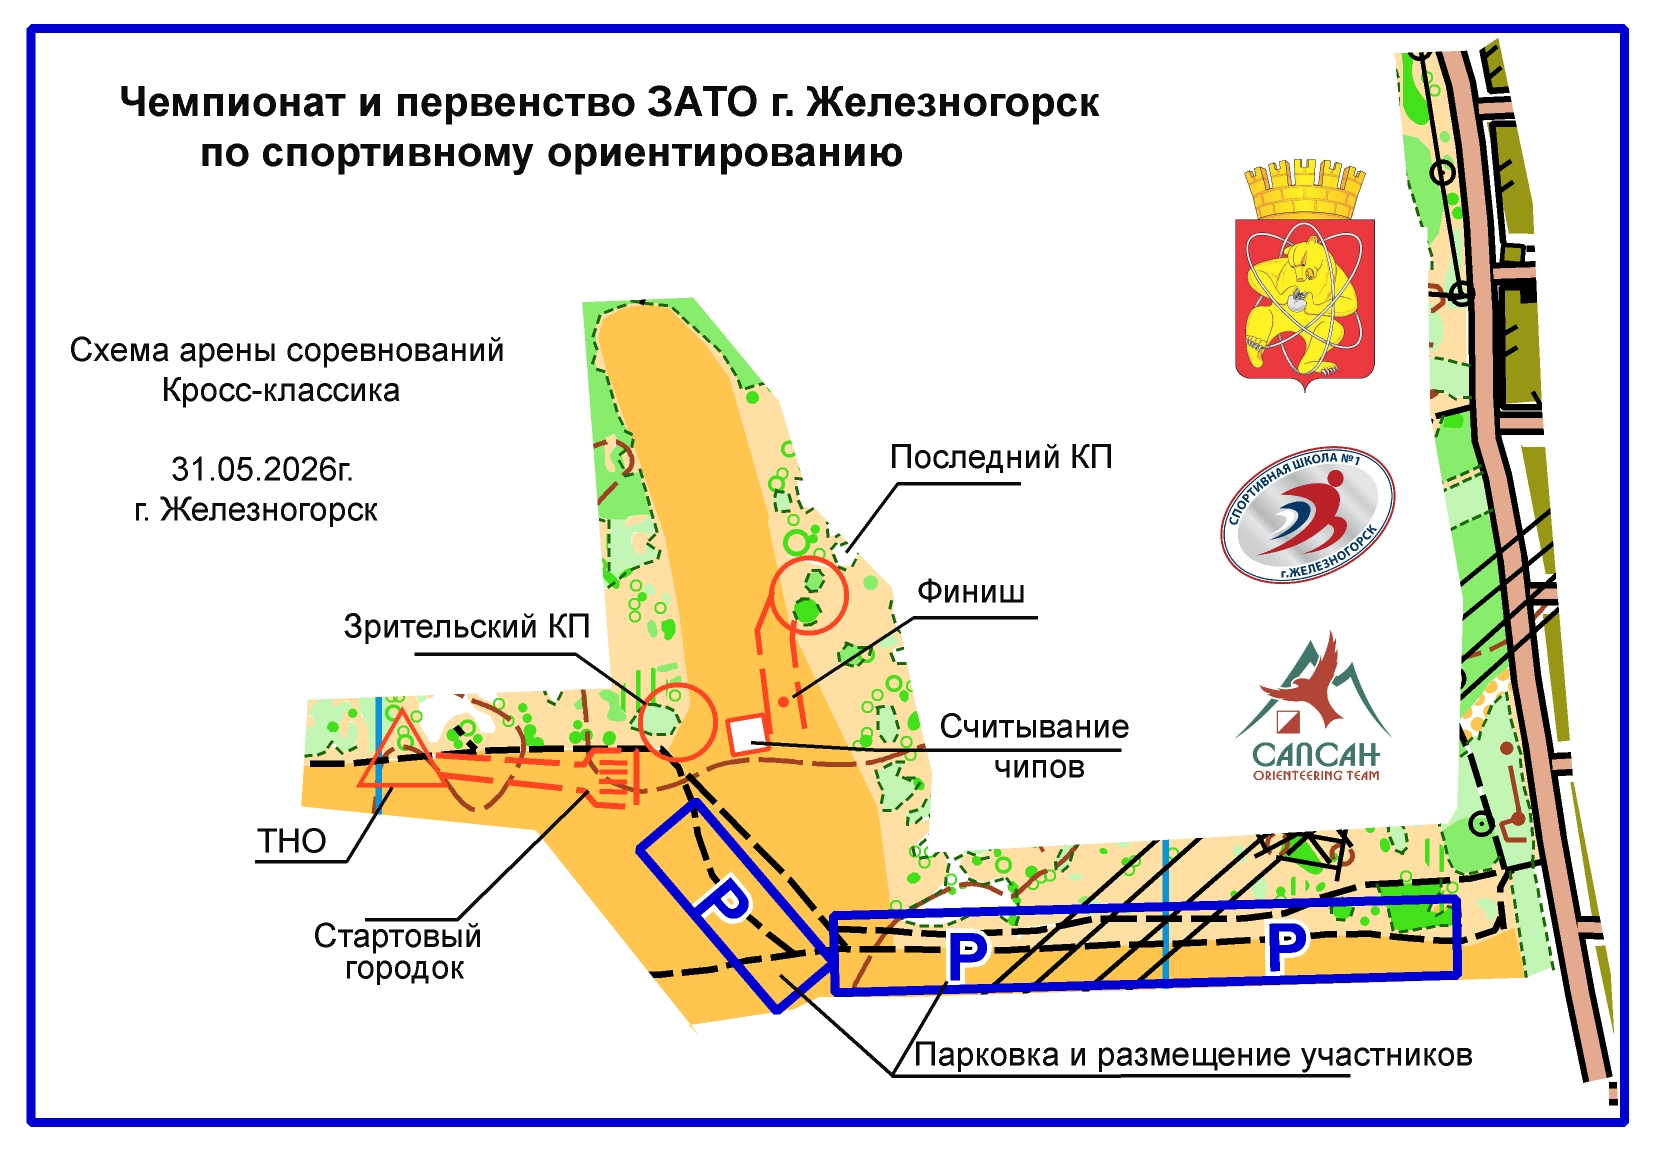 Чемпионат и первенство ЗАТО г. Железногорск
по спортивному ориентированию
Схема арены соревнований
Кросс-классика
31.05.2026г.
г. Железногорск
Последний КП
СПОРТИВНАЯ ШКОЛА №1
г.ЖЕЛЕЗНОГОРСК
Финиш
Зрительский КП
Считывание
чипов
САПСАН
ORIENTEERING TEAM
ТНО
Стартовый
городок
P
P
P
Парковка и размещение участников